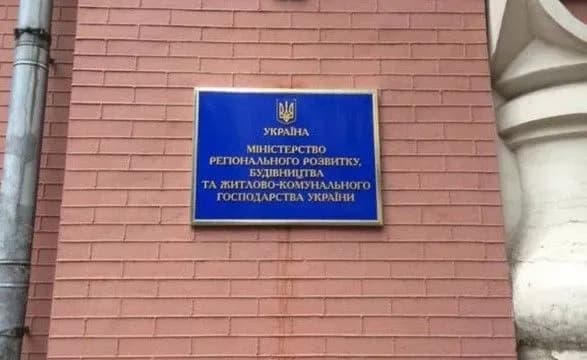 УКРАЇНА
МІНІСТЕРСТВО
РЕГІОНАЛЬНОГО РОЗВИТКУ,
БУДІВНИЦТВА
ТА ЖИТЛОВО-КОМУНАЛЬНОГО
ГОСПОДАРСТВА УКРАЇНИ